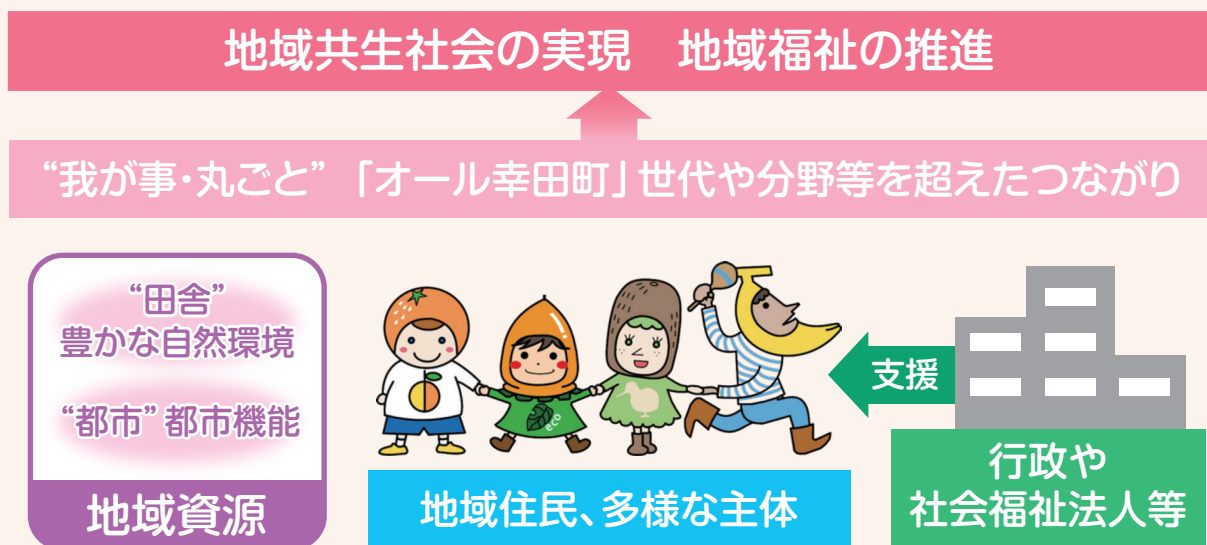 地域共生社会の実現　地域福祉の推進
“我が事・丸ごと”「オール幸田町」世代や分野等を超えたつながり
“田舎”
豊かな自然環境
“都市”都市機能
地域資源
eco
地域住民、多様な主体
支援
行政や
社会福祉法人等